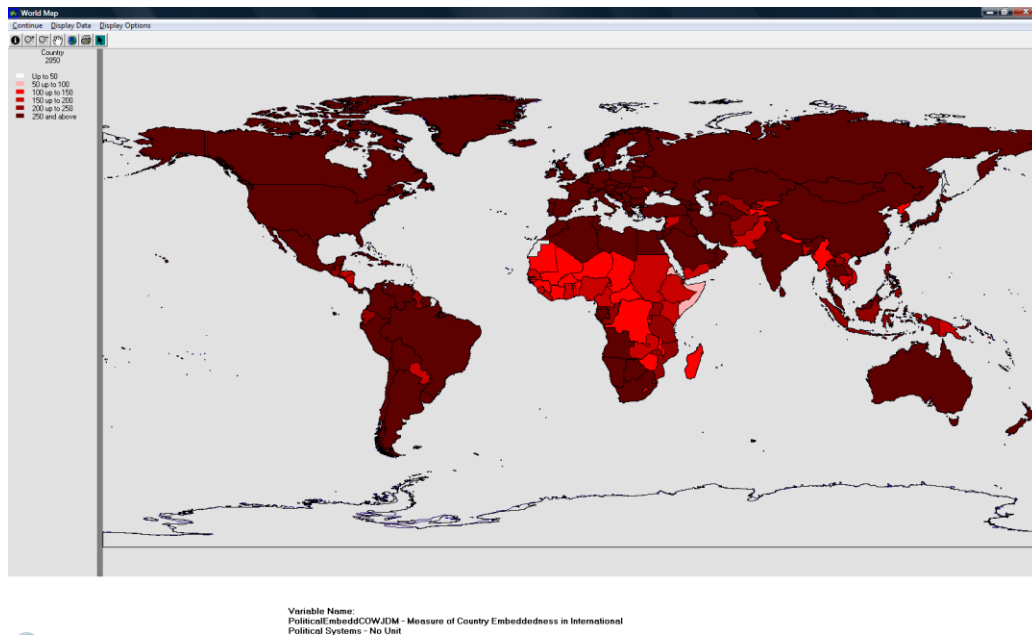 World Map
Continue Display Data Display Options
Country
2050
Up to 50
50 up to 100
100 up to 150
150 up to 200
200 up to 250
250 and above
Variable Name:
PoliticalEmbeddCOWJDM - Measure of Country Embeddedness in International
Political Systems - No Unit